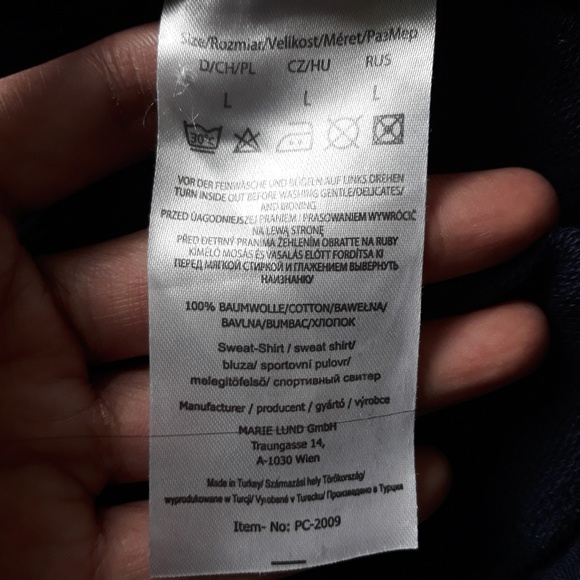 Size/Rozmiar/Velikost/Méret/РазМер
D/CH/PL CZ/HU RUS
L L L
30°C
VOR DER FEINWÄSCHE UND BÜGELN AUF LINKS DREHEN
TURN INSIDE OUT BEFORE WASHING GENTLE/DELICATES/
AND IRONING
PRZED ŁAGODNIEJSZEJ PRANIEM / PRASOWANIEM WYWRÓCIĆ
NA LEWĄ STRONĘ
PŘED ŠETRNÝ PRANÍMA ŽEHLENÍM OBRATTE NA RUBY
KÍMÉLŐ MOSÁS ÉS VASALÁS ELŐTT FORDÍTSA KI
ПЕРЕД МЯГКОЙ СТИРКОЙ И ГЛАЖЕНИЕМ ВЫВЕРНУТЬ
НАИЗНАНКУ
100% BAUMWOLLE/COTTON/BAWEŁNA/
BAVLNA/BUMBAC/ХЛОПОК
Sweat-Shirt / sweat shirt/
bluza/ sportovní pulovr/
melegítőfelső/ спортивный свитер
Manufacturer / producent / gyártó / výrobce
MARIE LUND GmbH
Traungasse 14,
A-1030 Wien
Made in Turkey/ Származási hely Törökország/
wyprodukowane w Turcji/ Vyrobené v Turecku/ Произведено в Турция
Item- No: PC-2009